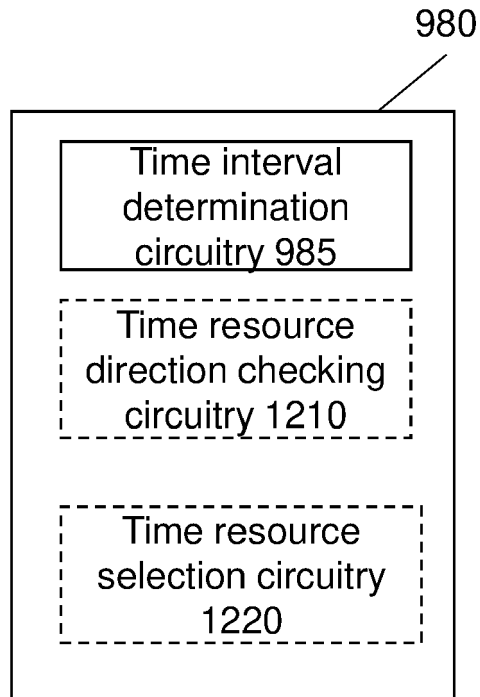 980
Time interval
determination
circuitry 985
Time resource
direction checking
circuitry 1210
Time resource
selection circuitry
1220